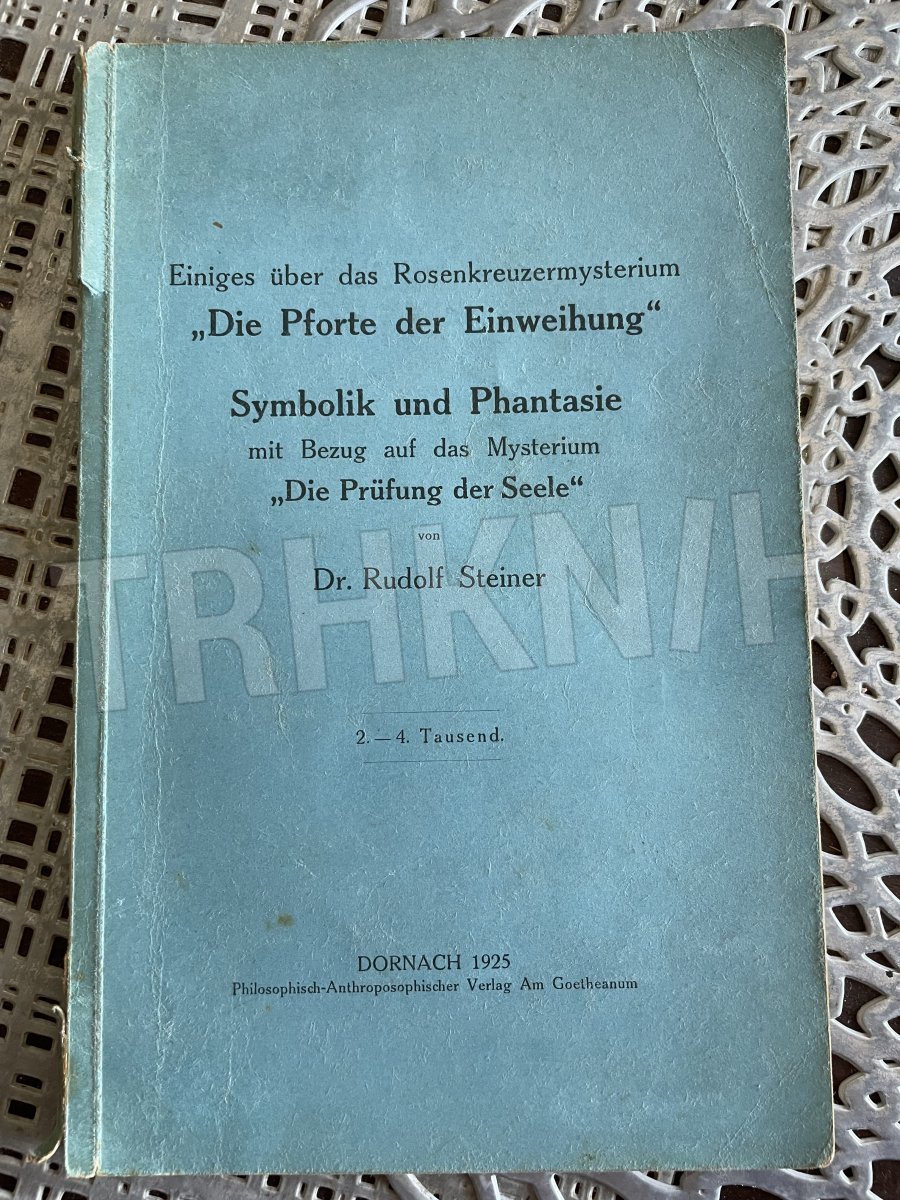 Einiges über das Rosenkreuzermysterium
„Die Pforte der Einweihung“
Symbolik und Phantasie
mit Bezug auf das Mysterium
„Die Prüfung der Seele“
von
Dr. Rudolf Steiner
TRHKN/H
2.—4. Tausend.
DORNACH 1925
Philosophisch-Anthroposophischer Verlag Am Goetheanum